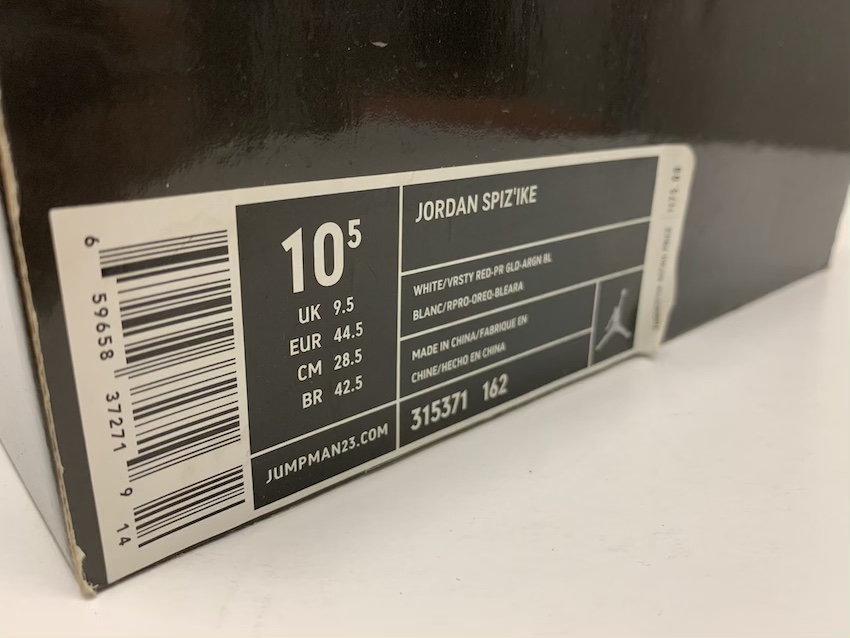 6 59658 37271 9 14
10⁵
UK 9.5
EUR 44.5
CM 28.5
BR 42.5
JUMPMAN23.COM
JORDAN SPIZ'IKE
WHITE/VRSTY RED-PR GLD-ARGN BL
BLANC/RPRO-OREO-BLEARA
MADE IN CHINA/FABRIQUE EN
CHINE/HECHO EN CHINA
315371 162